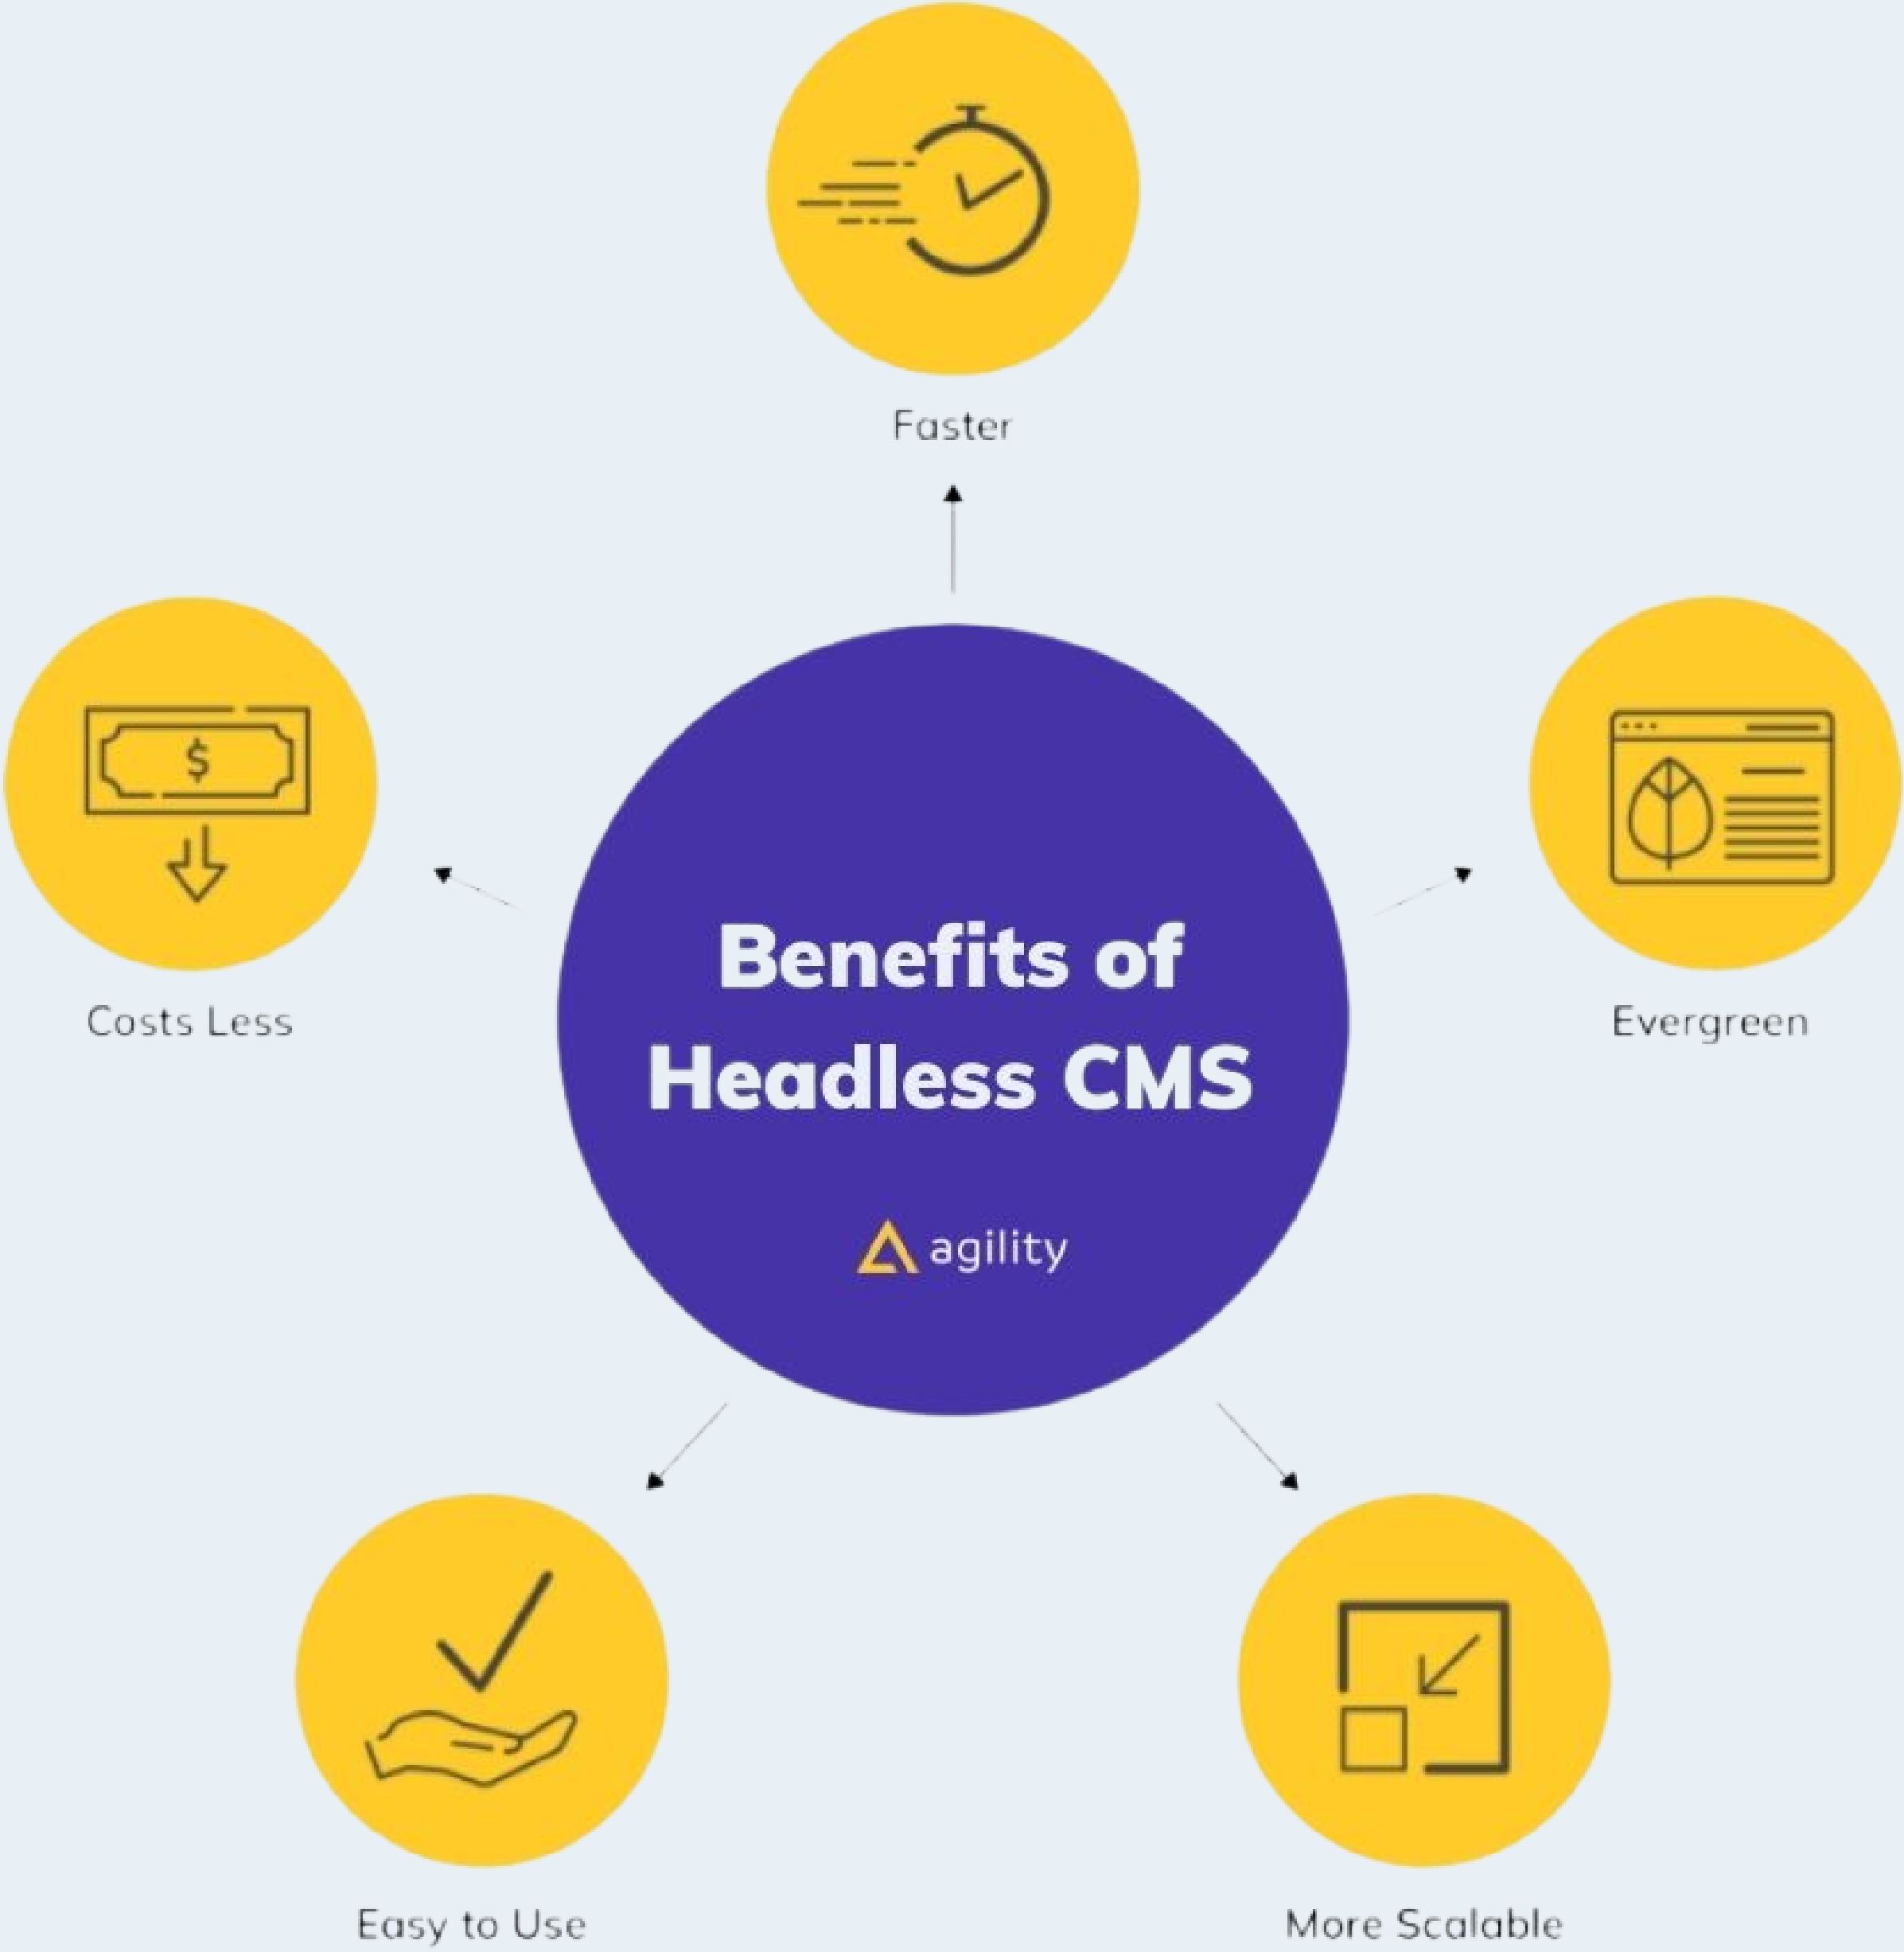 Faster
$
Costs Less
Evergreen
Benefits of
Headless CMS
agility
Easy to Use
More Scalable